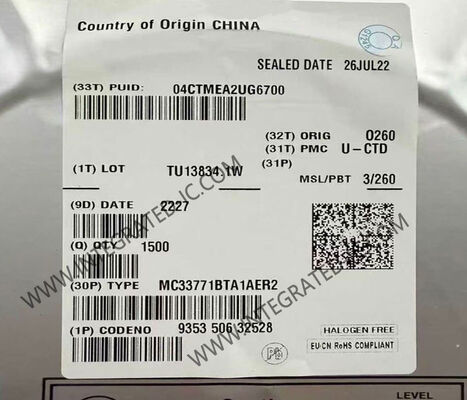 Country of Origin CHINA
SEALED DATE 26JUL22
(33T) PUID: 04CTMEA2UG6700
(32T) ORIG O260
(31T) PMC U-CTD
(31P)
(1T) LOT TU13834.1W
MSL/PBT 3/260
(9D) DATE 2227
(Q) QTY 1500
(30P) TYPE MC33771BTA1AER2
(1P) CODENO 9353 506 32528
HALOGEN FREE
EU/CN RoHS COMPLIANT
Pb
LEVEL
WWW.INTEGRATEDIC.COM
WWW.INTEGRATEDIC.COM